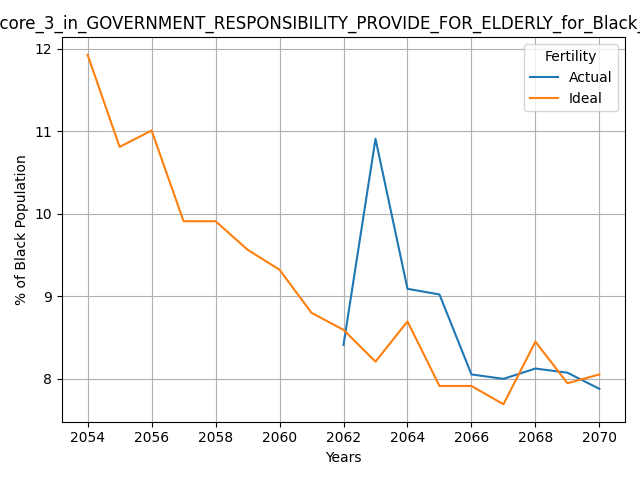 core_3_in_GOVERNMENT_RESPONSIBILITY_PROVIDE_FOR_ELDERLY_for_Black_
Fertility
Actual
Ideal
% of Black Population
12
11
10
9
8
2054 2056 2058 2060 2062 2064 2066 2068 2070
Years